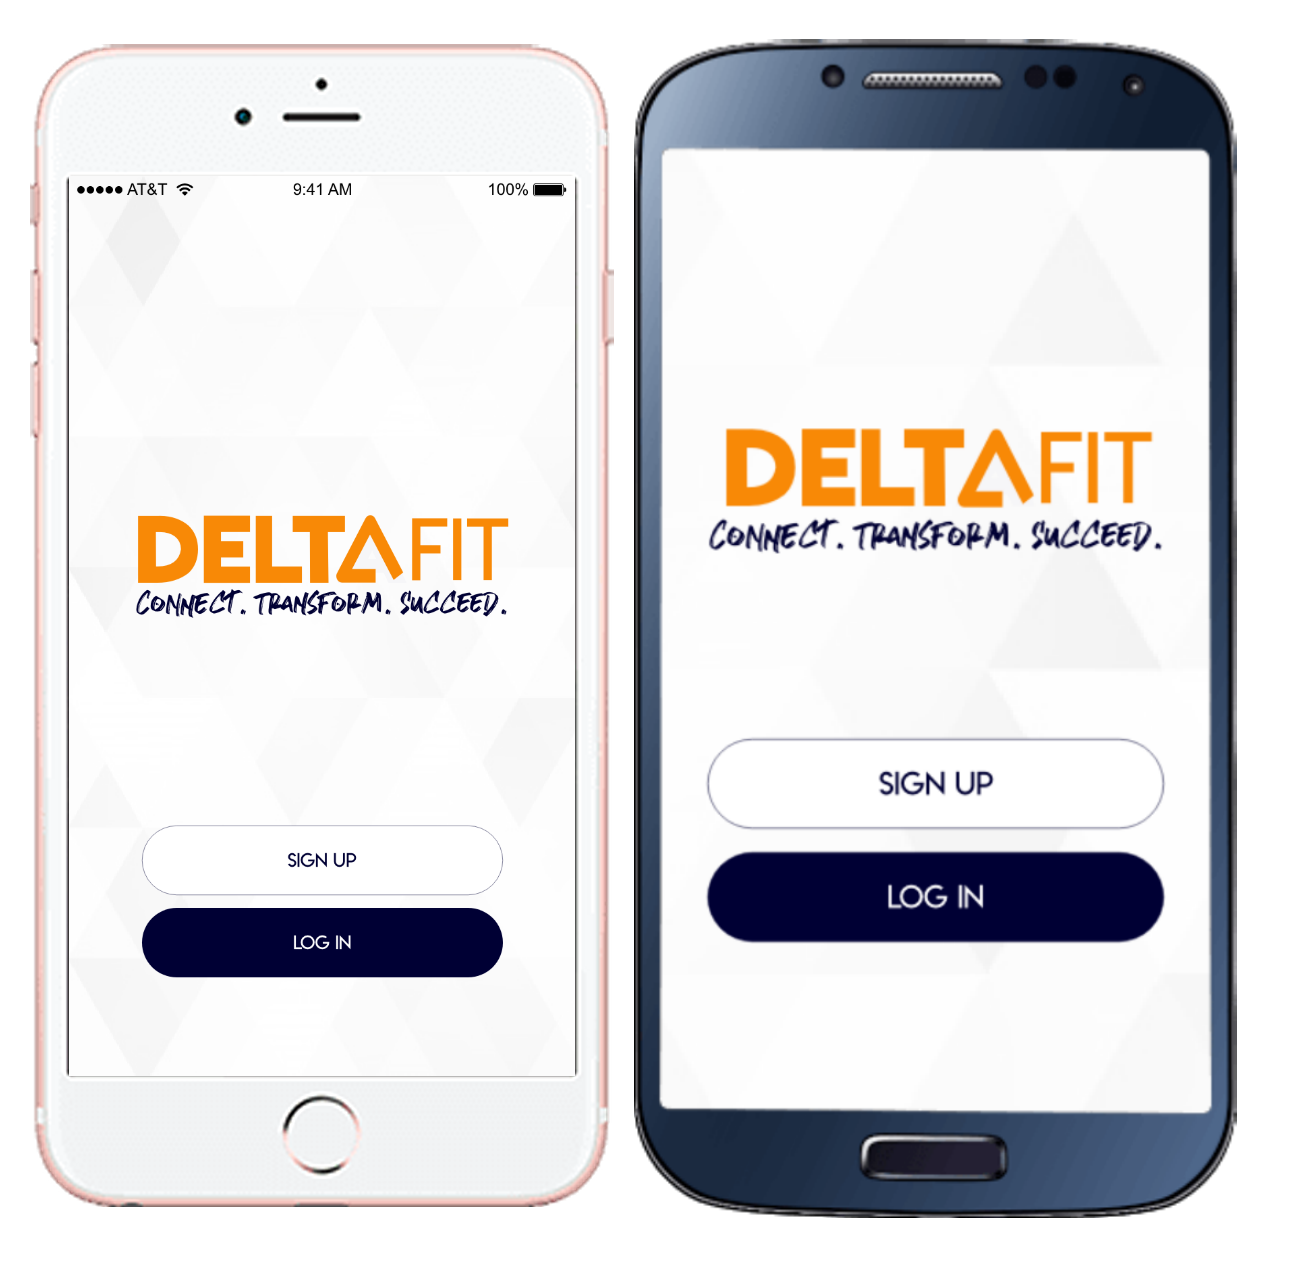 AT&T 9:41 AM 100%
DELTAFIT
CONNECT. TRANSFORM. SUCCEED.
SIGN UP
LOG IN
DELTAFIT
CONNECT. TRANSFORM. SUCCEED.
SIGN UP
LOG IN